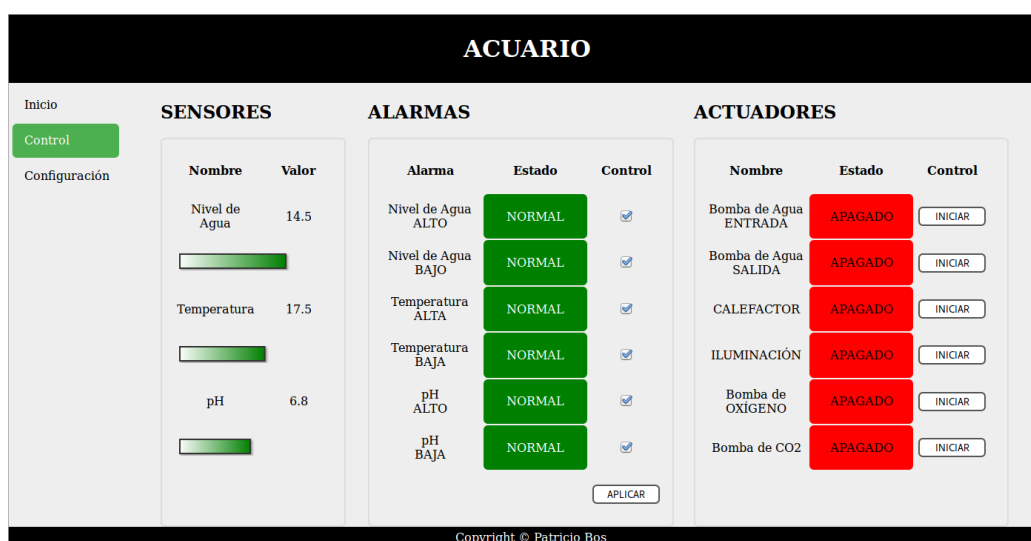 ACUARIO
Inicio
Control
Configuración
SENSORES
Nombre Valor
Nivel de
Agua
14.5
Temperatura 17.5
pH 6.8
ALARMAS
Alarma Estado Control
Nivel de Agua
ALTO
NORMAL
Nivel de Agua
BAJO
NORMAL
Temperatura
ALTA
NORMAL
Temperatura
BAJA
NORMAL
pH
ALTO
NORMAL
pH
BAJA
NORMAL
APLICAR
ACTUADORES
Nombre Estado Control
Bomba de Agua
ENTRADA
APAGADO INICIAR
Bomba de Agua
SALIDA
APAGADO INICIAR
CALEFACTOR APAGADO INICIAR
ILUMINACIÓN APAGADO INICIAR
Bomba de
OXÍGENO
APAGADO INICIAR
Bomba de CO2 APAGADO INICIAR
Copyright © Patricio Bos